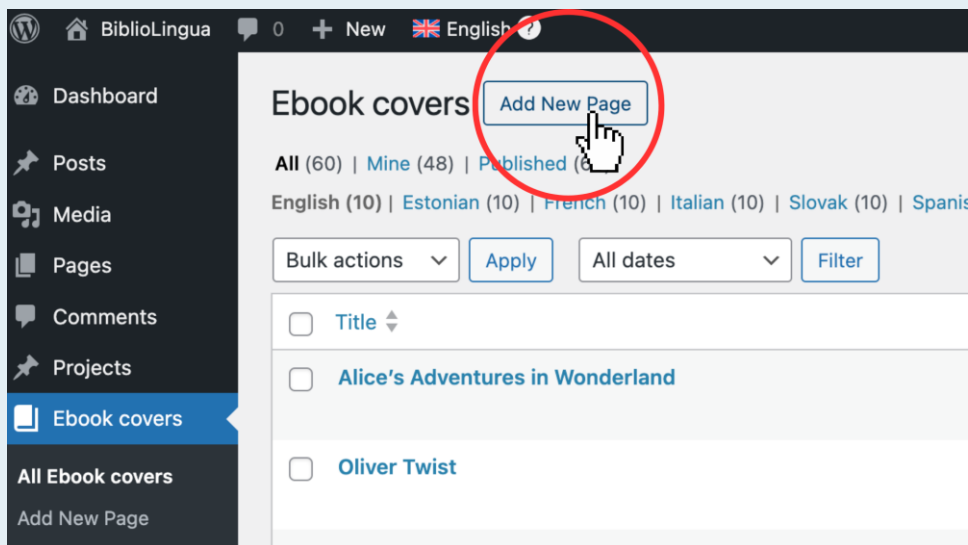 BiblioLingua 0 New English ?
Dashboard
Posts
Media
Pages
Comments
Projects
Ebook covers
All Ebook covers
Add New Page
Ebook covers Add New Page
All (60) | Mine (48) | Published
English (10) | Estonian (10) | French (10) | Italian (10) | Slovak (10) |
Bulk actions Apply All dates Filter
Title
Alice's Adventures in Wonderland
Oliver Twist